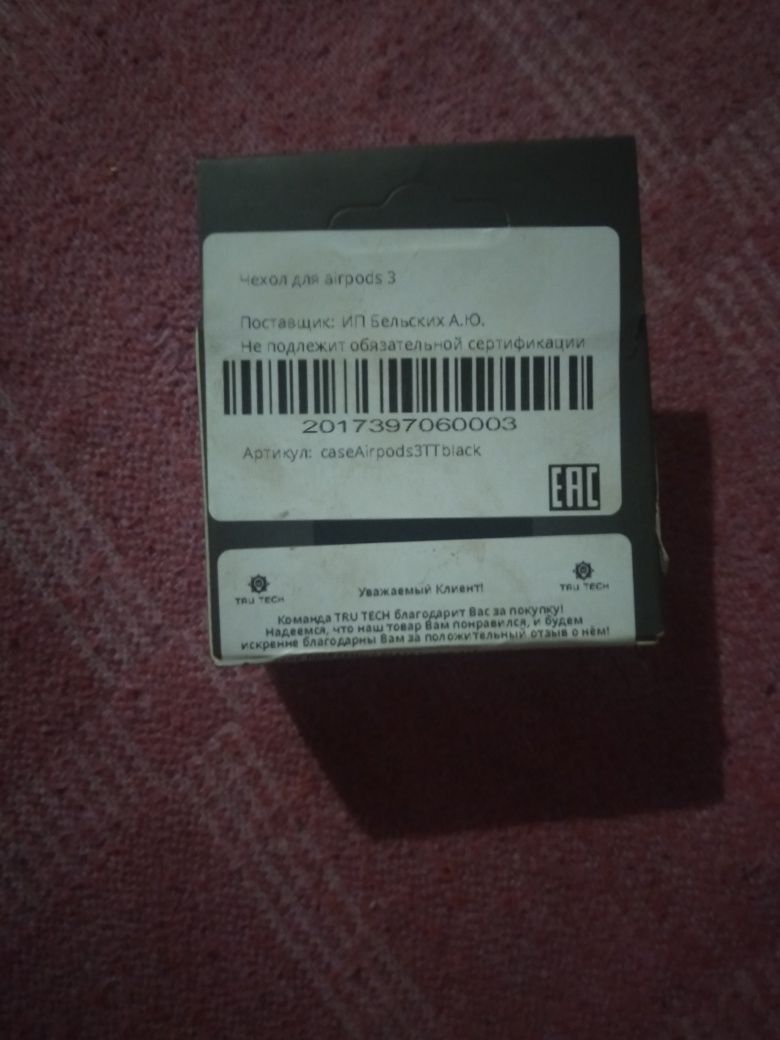 Чехол для airpods 3
Поставщик: ИП Бельских А.Ю.
Не подлежит обязательной сертификации
2017397060003
Артикул: caseAirpods3TTblack
EAC
Уважаемый Клиент!
TRU TECH
TRU TECH
Команда TRU TECH благодарит Вас за покупку!
Надеемся, что наш товар Вам понравился, и будем
искренне благодарны Вам за положительный отзыв о нём!